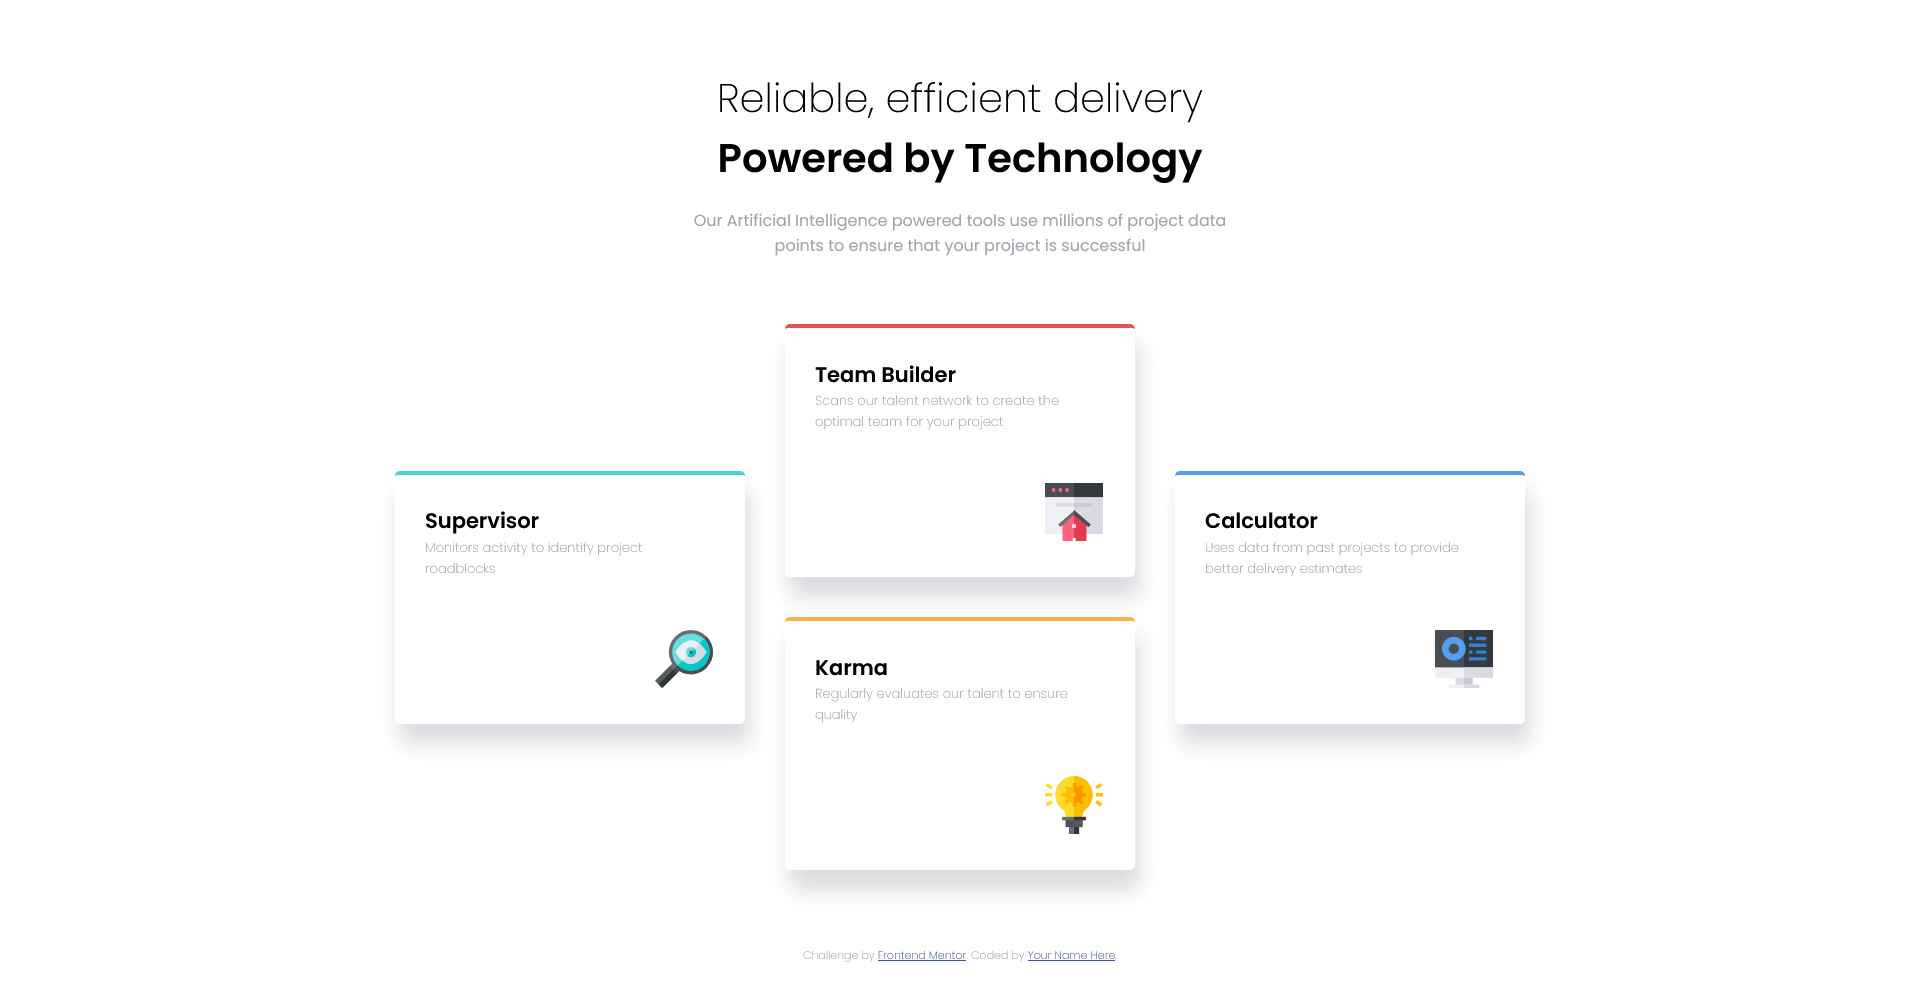 Reliable, efficient delivery
Powered by Technology
Our Artificial Intelligence powered tools use millions of project data
points to ensure that your project is successful
Team Builder
Scans our talent network to create the
optimal team for your project
Supervisor
Monitors activity to identify project
roadblocks
Calculator
Uses data from past projects to provide
better delivery estimates
Karma
Regularly evaluates our talent to ensure
quality
Challenge by Frontend Mentor. Coded by Your Name Here.